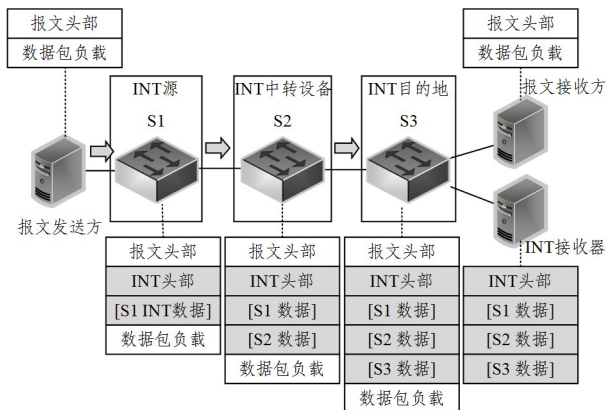 报文头部
数据包负载
报文头部
数据包负载
INT源
S1
INT中转设备
S2
INT目的地
S3
报文接收方
报文发送方
INT接收器
报文头部
INT头部
[S1 INT数据]
数据包负载
报文头部
INT头部
[S1 数据]
[S2 数据]
数据包负载
报文头部
INT头部
[S1 数据]
[S2 数据]
[S3 数据]
数据包负载
INT头部
[S1 数据]
[S2 数据]
[S3 数据]